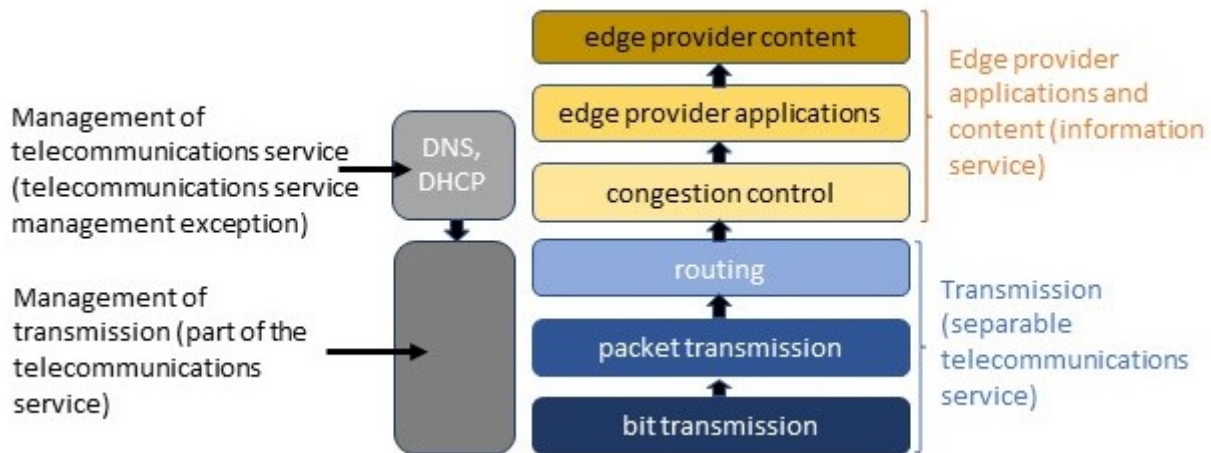 edge provider content
edge provider applications
congestion control
routing
packet transmission
bit transmission
DNS,
DHCP
Management of
telecommunications service
(telecommunications service
management exception)
Management of
transmission (part of the
telecommunications
service)
Edge provider
applications and
content (information
service)
Transmission
(separable
telecommunications
service)